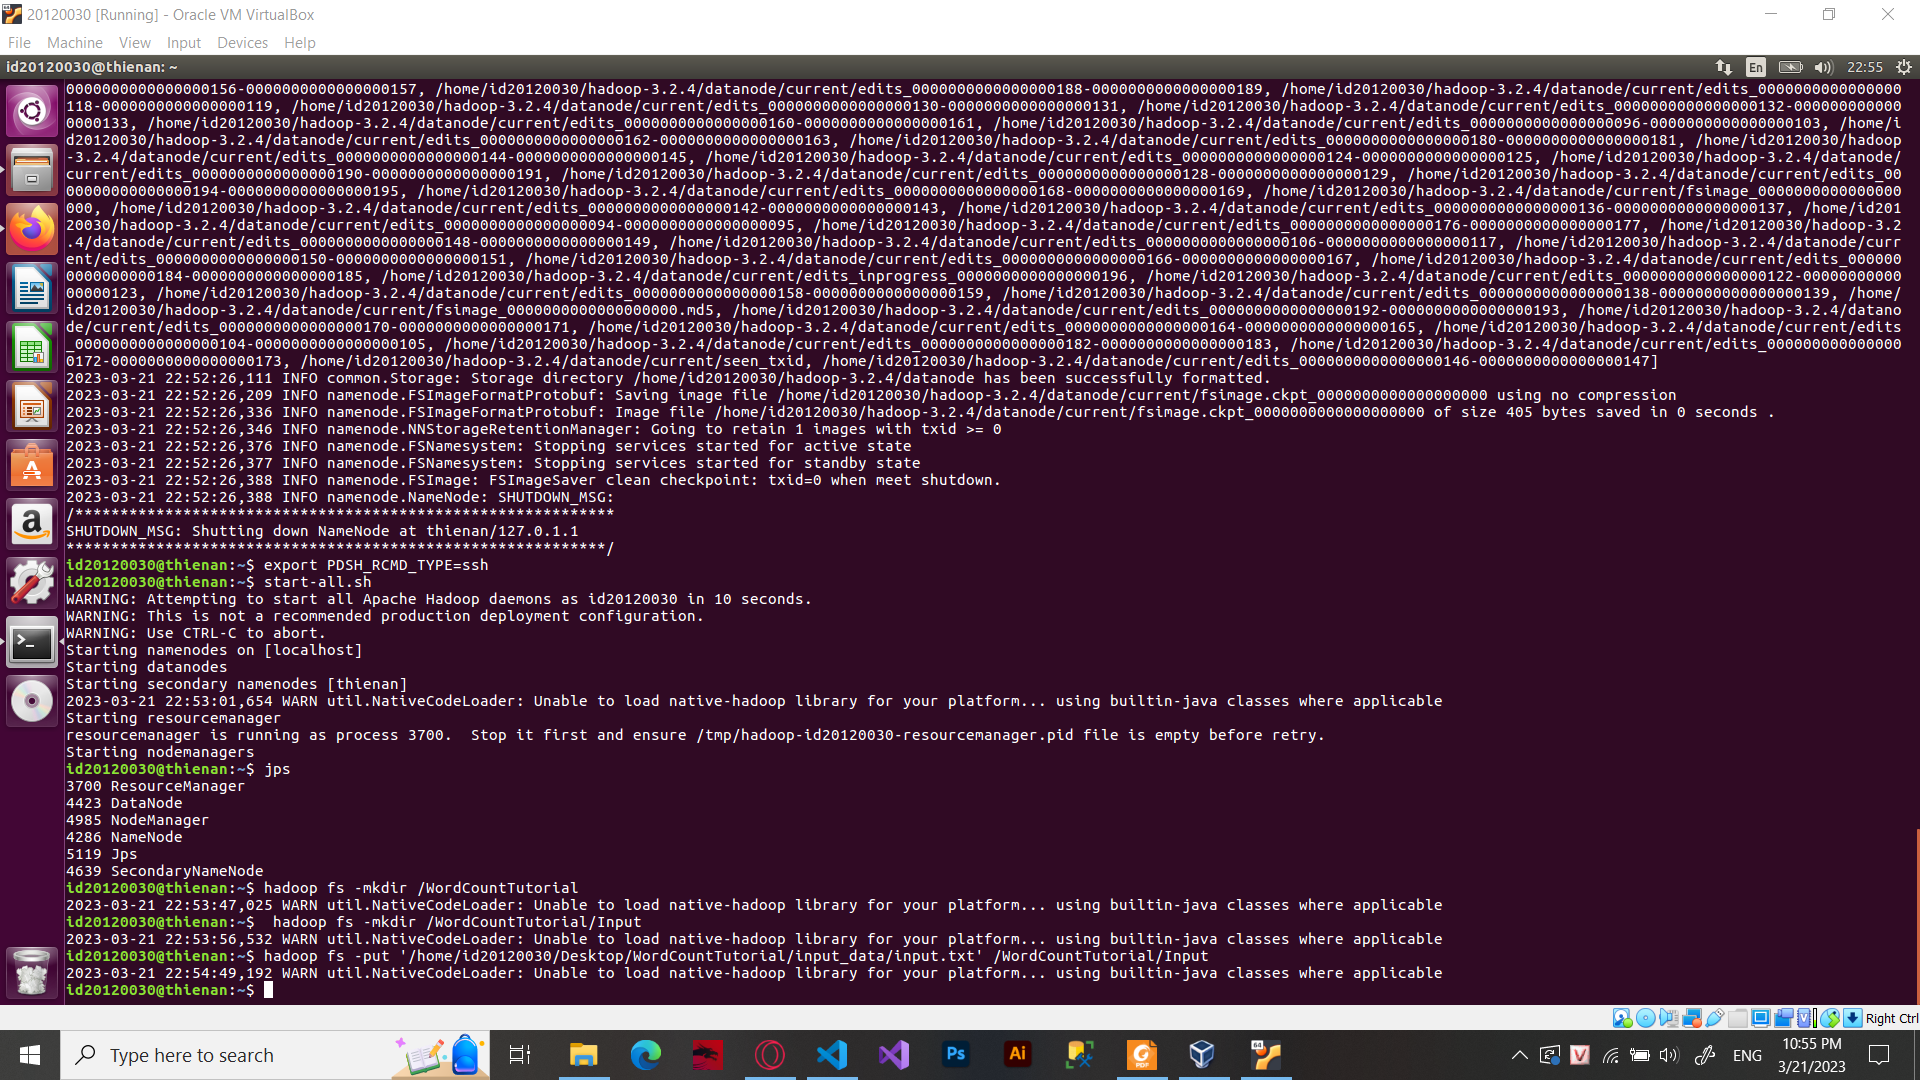 20120030 [Running] - Oracle VM VirtualBox
File Machine View Input Devices Help
id20120030@thienan: ~
En 22:55
0000000000000156-0000000000000000157, /home/id20120030/hadoop-3.2.4/datanode/current/edits_0000000000000000188-0000000000000000189, /home/id20120030/hadoop-3.2.4/datanode/current/edits_0000000000000000
118-0000000000000000119, /home/id20120030/hadoop-3.2.4/datanode/current/edits_0000000000000000130-0000000000000000131, /home/id20120030/hadoop-3.2.4/datanode/current/edits_0000000000000000132-000000000000
0000133, /home/id20120030/hadoop-3.2.4/datanode/current/edits_0000000000000000160-0000000000000000161, /home/id20120030/hadoop-3.2.4/datanode/current/edits_0000000000000000096-0000000000000000103, /home/i
d20120030/hadoop-3.2.4/datanode/current/edits_0000000000000000162-0000000000000000163, /home/id20120030/hadoop-3.2.4/datanode/current/edits_0000000000000000180-0000000000000000181, /home/id20120030/hadoop
-3.2.4/datanode/current/edits_0000000000000000144-0000000000000000145, /home/id20120030/hadoop-3.2.4/datanode/current/edits_0000000000000000124-0000000000000000125, /home/id20120030/hadoop-3.2.4/datanode/
current/edits_0000000000000000190-0000000000000000191, /home/id20120030/hadoop-3.2.4/datanode/current/edits_0000000000000000128-0000000000000000129, /home/id20120030/hadoop-3.2.4/datanode/current/edits_00
00000000000000194-0000000000000000195, /home/id20120030/hadoop-3.2.4/datanode/current/edits_0000000000000000168-0000000000000000169, /home/id20120030/hadoop-3.2.4/datanode/current/fsimage_0000000000000000
000, /home/id20120030/hadoop-3.2.4/datanode/current/edits_0000000000000000142-0000000000000000143, /home/id20120030/hadoop-3.2.4/datanode/current/edits_0000000000000000136-0000000000000000137, /home/id201
20030/hadoop-3.2.4/datanode/current/edits_0000000000000000094-0000000000000000095, /home/id20120030/hadoop-3.2.4/datanode/current/edits_0000000000000000176-0000000000000000177, /home/id20120030/hadoop-3.2
.4/datanode/current/edits_0000000000000000148-0000000000000000149, /home/id20120030/hadoop-3.2.4/datanode/current/edits_0000000000000000106-0000000000000000117, /home/id20120030/hadoop-3.2.4/datanode/curr
ent/edits_0000000000000000150-0000000000000000151, /home/id20120030/hadoop-3.2.4/datanode/current/edits_0000000000000000166-0000000000000000167, /home/id20120030/hadoop-3.2.4/datanode/current/edits_000000
0000000000184-0000000000000000185, /home/id20120030/hadoop-3.2.4/datanode/current/edits_inprogress_0000000000000000196, /home/id20120030/hadoop-3.2.4/datanode/current/edits_0000000000000000122-00000000000
00000123, /home/id20120030/hadoop-3.2.4/datanode/current/edits_0000000000000000158-0000000000000000159, /home/id20120030/hadoop-3.2.4/datanode/current/edits_0000000000000000138-0000000000000000139, /home/
id20120030/hadoop-3.2.4/datanode/current/fsimage_0000000000000000000.md5, /home/id20120030/hadoop-3.2.4/datanode/current/edits_0000000000000000192-0000000000000000193, /home/id20120030/hadoop-3.2.4/datano
de/current/edits_0000000000000000170-0000000000000000171, /home/id20120030/hadoop-3.2.4/datanode/current/edits_0000000000000000164-0000000000000000165, /home/id20120030/hadoop-3.2.4/datanode/current/edits
_0000000000000000104-0000000000000000105, /home/id20120030/hadoop-3.2.4/datanode/current/edits_0000000000000000182-0000000000000000183, /home/id20120030/hadoop-3.2.4/datanode/current/edits_000000000000000
0172-0000000000000000173, /home/id20120030/hadoop-3.2.4/datanode/current/seen_txid, /home/id20120030/hadoop-3.2.4/datanode/current/edits_0000000000000000146-0000000000000000147]
2023-03-21 22:52:26,111 INFO common.Storage: Storage directory /home/id20120030/hadoop-3.2.4/datanode has been successfully formatted.
2023-03-21 22:52:26,209 INFO namenode.FSImageFormatProtobuf: Saving image file /home/id20120030/hadoop-3.2.4/datanode/current/fsimage.ckpt_0000000000000000000 using no compression
2023-03-21 22:52:26,336 INFO namenode.FSImageFormatProtobuf: Image file /home/id20120030/hadoop-3.2.4/datanode/current/fsimage.ckpt_0000000000000000000 of size 405 bytes saved in 0 seconds .
2023-03-21 22:52:26,346 INFO namenode.NNStorageRetentionManager: Going to retain 1 images with txid >= 0
2023-03-21 22:52:26,376 INFO namenode.FSNamesystem: Stopping services started for active state
2023-03-21 22:52:26,377 INFO namenode.FSNamesystem: Stopping services started for standby state
2023-03-21 22:52:26,388 INFO namenode.FSImage: FSImageSaver clean checkpoint: txid=0 when meet shutdown.
2023-03-21 22:52:26,388 INFO namenode.NameNode: SHUTDOWN_MSG:
/************************************************************
SHUTDOWN_MSG: Shutting down NameNode at thienan/127.0.1.1
************************************************************/
id20120030@thienan:~$ export PDSH_RCMD_TYPE=ssh
id20120030@thienan:~$ start-all.sh
WARNING: Attempting to start all Apache Hadoop daemons as id20120030 in 10 seconds.
WARNING: This is not a recommended production deployment configuration.
WARNING: Use CTRL-C to abort.
Starting namenodes on [localhost]
Starting datanodes
Starting secondary namenodes [thienan]
2023-03-21 22:53:01,654 WARN util.NativeCodeLoader: Unable to load native-hadoop library for your platform... using builtin-java classes where applicable
Starting resourcemanager
resourcemanager is running as process 3700.  Stop it first and ensure /tmp/hadoop-id20120030-resourcemanager.pid file is empty before retry.
Starting nodemanagers
id20120030@thienan:~$ jps
3700 ResourceManager
4423 DataNode
4985 NodeManager
4286 NameNode
5119 Jps
4639 SecondaryNameNode
id20120030@thienan:~$ hadoop fs -mkdir /WordCountTutorial
2023-03-21 22:53:47,025 WARN util.NativeCodeLoader: Unable to load native-hadoop library for your platform... using builtin-java classes where applicable
id20120030@thienan:~$  hadoop fs -mkdir /WordCountTutorial/Input
2023-03-21 22:53:56,532 WARN util.NativeCodeLoader: Unable to load native-hadoop library for your platform... using builtin-java classes where applicable
id20120030@thienan:~$ hadoop fs -put '/home/id20120030/Desktop/WordCountTutorial/input_data/input.txt' /WordCountTutorial/Input
2023-03-21 22:54:49,192 WARN util.NativeCodeLoader: Unable to load native-hadoop library for your platform... using builtin-java classes where applicable
id20120030@thienan:~$
Right Ctrl
Type here to search
Ps
Ai
ENG
10:55 PM
3/21/2023